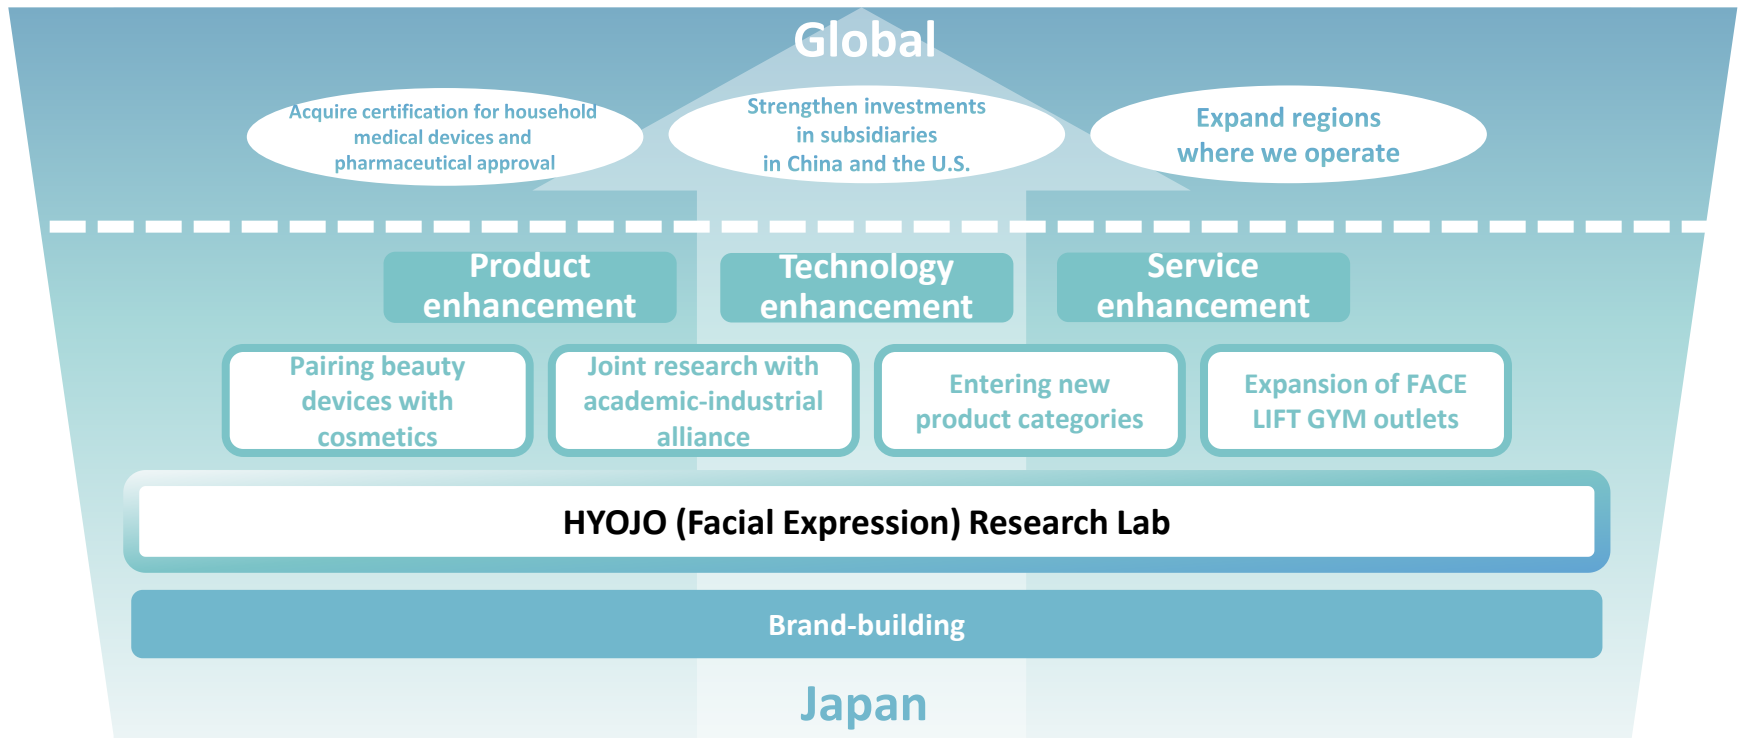 Global
Acquire certification for household
medical devices and
pharmaceutical approval
Strengthen investments
in subsidiaries
in China and the U.S.
Expand regions
where we operate
Product
enhancement
Technology
enhancement
Service
enhancement
Pairing beauty
devices with
cosmetics
Joint research with
academic-industrial
alliance
Entering new
product categories
Expansion of FACE
LIFT GYM outlets
HYOJO (Facial Expression) Research Lab
Brand-building
Japan